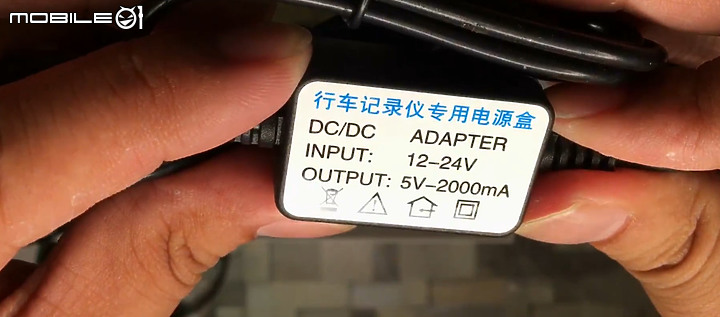 MOBILE01
行车记录仪专用电源盒
DC/DC ADAPTER
INPUT: 12-24V
OUTPUT: 5V-2000mA